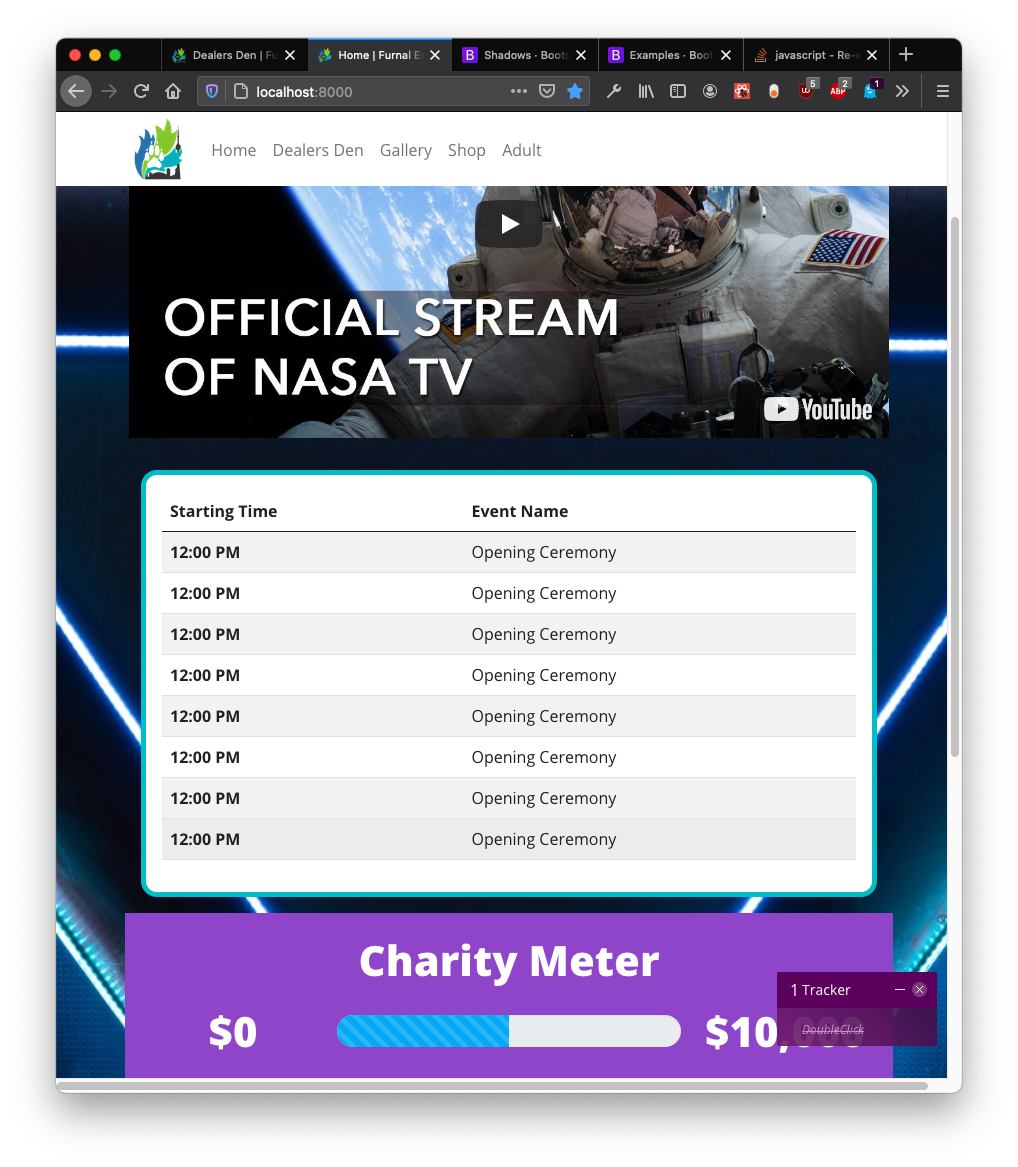 Dealers Den | Fu
Home | Furnal E
Shadows · Boots
Examples · Boot
javascript - Re-e
localhost:8000
5
ABP
2
1
Home
Dealers Den
Gallery
Shop
Adult
OFFICIAL STREAM
OF NASA TV
YouTube
Starting Time Event Name
12:00 PM Opening Ceremony
12:00 PM Opening Ceremony
12:00 PM Opening Ceremony
12:00 PM Opening Ceremony
12:00 PM Opening Ceremony
12:00 PM Opening Ceremony
12:00 PM Opening Ceremony
12:00 PM Opening Ceremony
Charity Meter
1 Tracker
$0 $10,000
DoubleClick